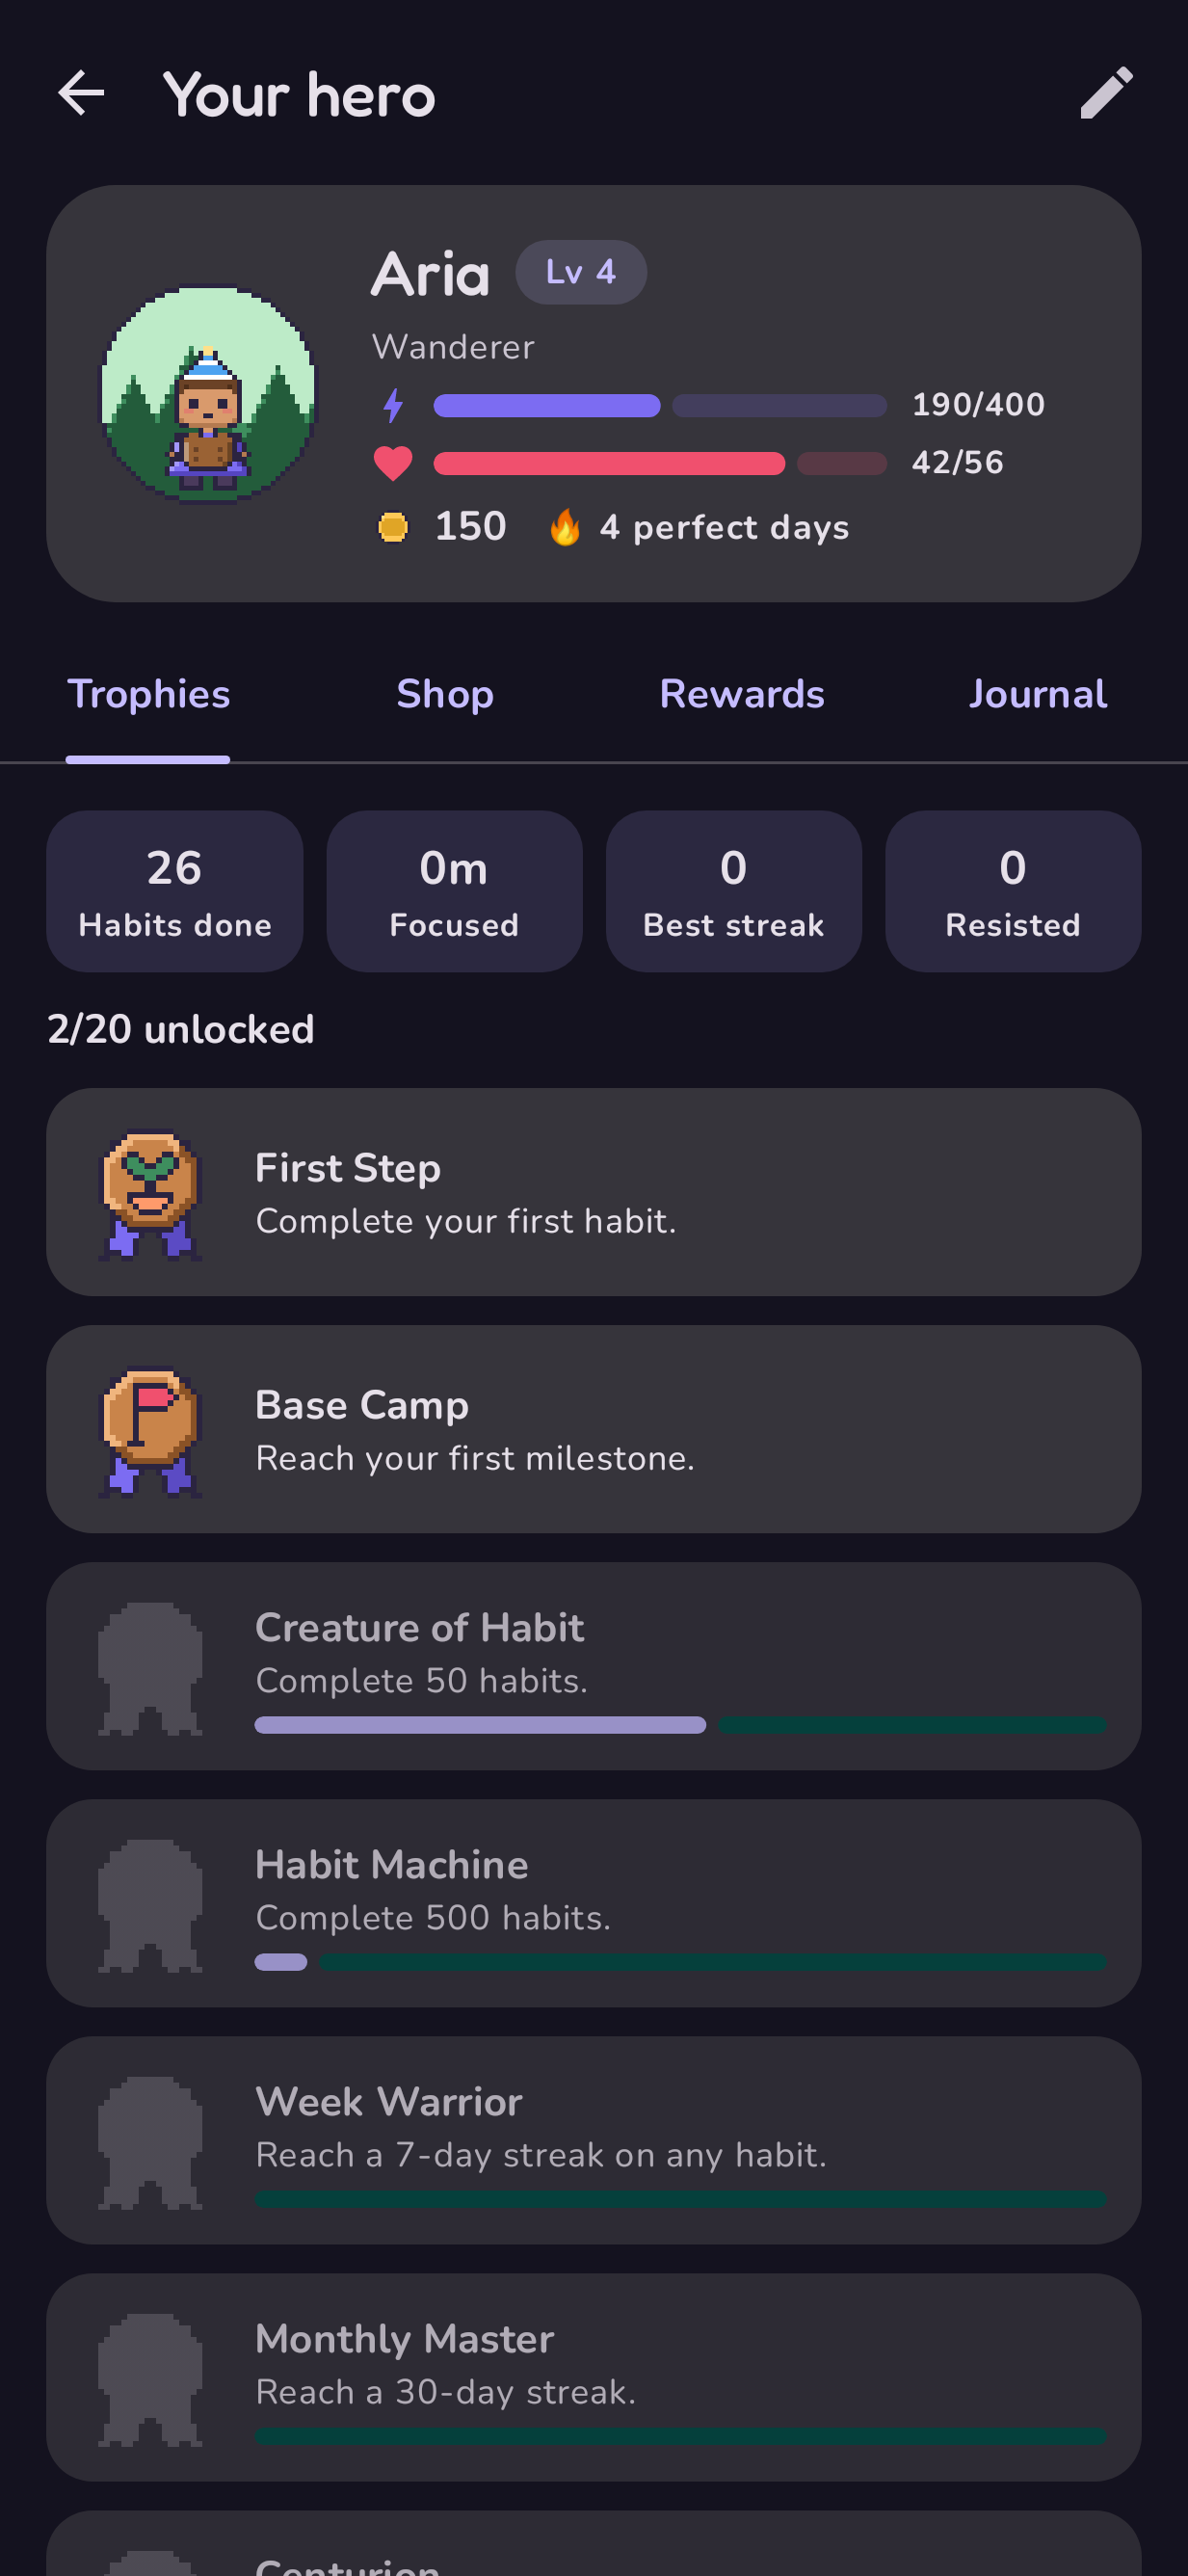 Your hero
Aria Lv 4
Wanderer
190/400
42/56
150 4 perfect days
Trophies Shop Rewards Journal
26 0m 0 0
Habits done Focused Best streak Resisted
2/20 unlocked
First Step
Complete your first habit.
Base Camp
Reach your first milestone.
Creature of Habit
Complete 50 habits.
Habit Machine
Complete 500 habits.
Week Warrior
Reach a 7-day streak on any habit.
Monthly Master
Reach a 30-day streak.
Centurion